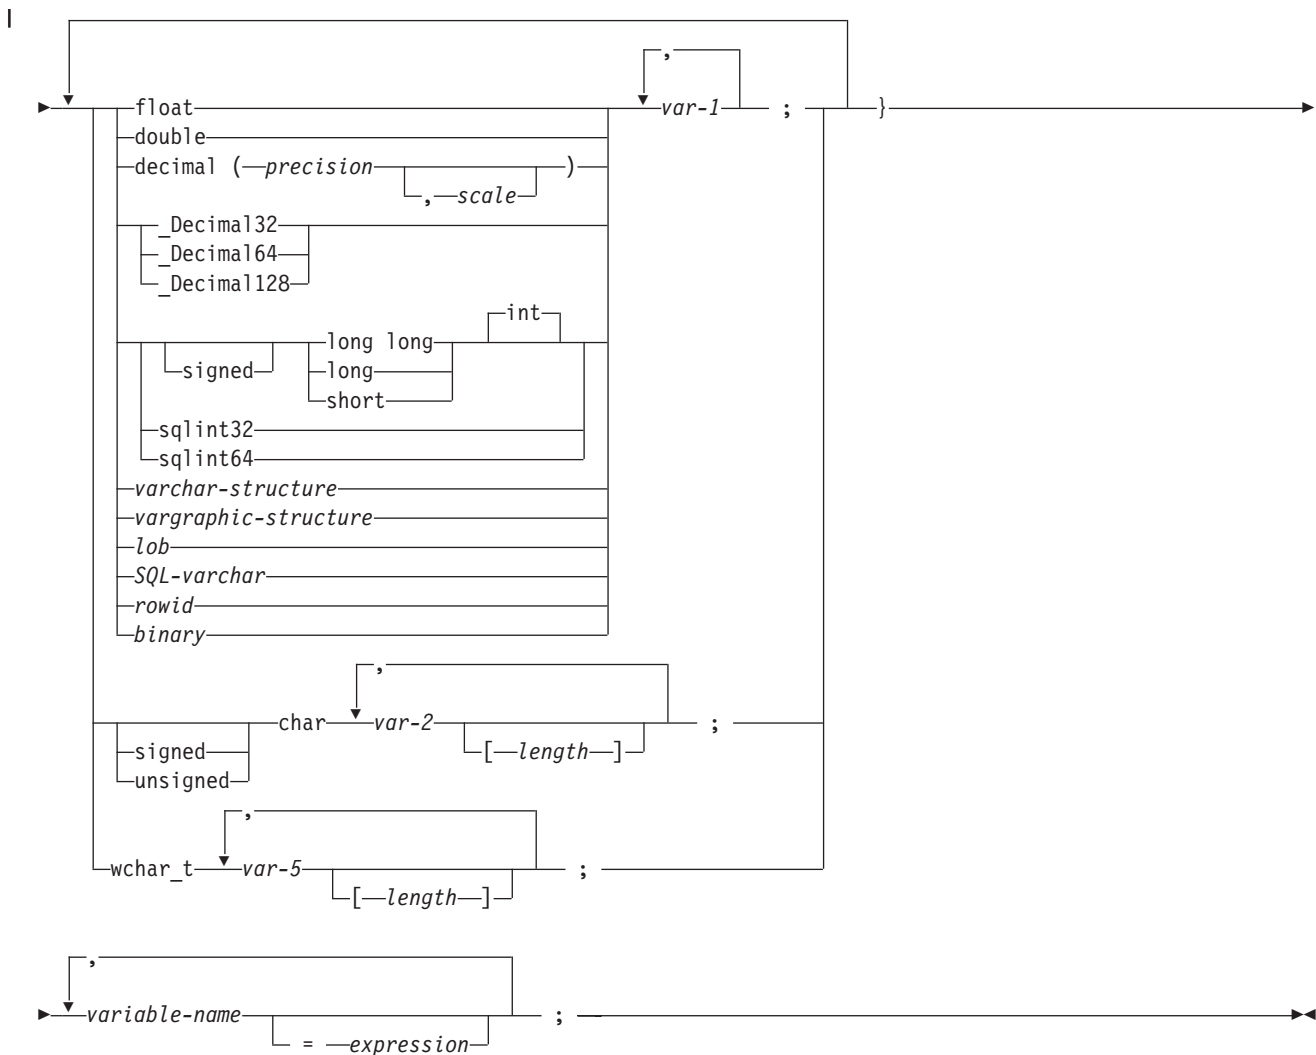 |
,
float var-1 ; }
double
decimal ( precision )
, scale
_Decimal32
_Decimal64
_Decimal128
int
long long
signed long
short
sqlint32
sqlint64
varchar-structure
vargraphic-structure
lob
SQL-varchar
rowid
binary
,
char var-2 ;
signed [ length ]
unsigned
,
wchar_t var-5 ;
[ length ]
,
variable-name ;
= expression